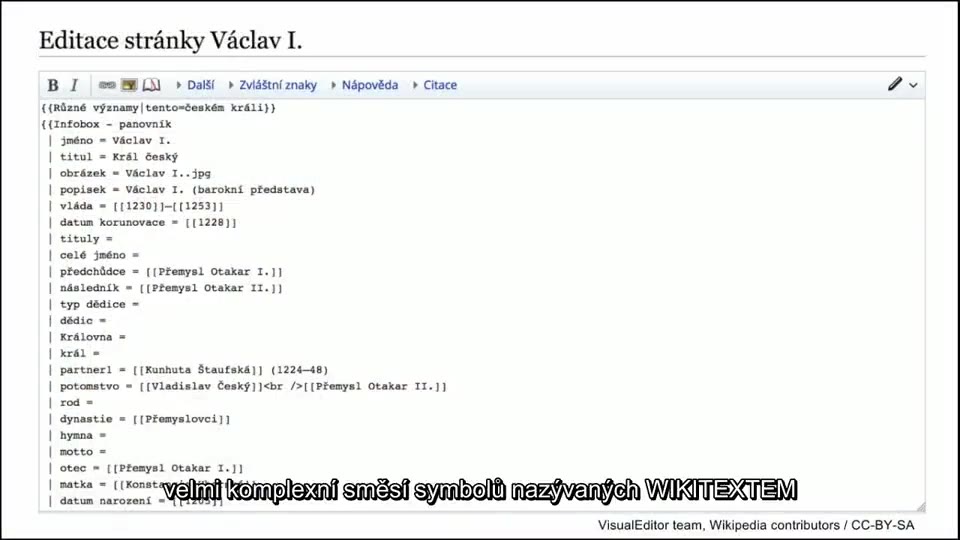 Editace stránky Václav I.
B I Další Zvláštní znaky Nápověda Citace
{{Různé významy|tento=českém králi}}
{{Infobox - panovník
| jméno = Václav I.
| titul = Král český
| obrázek = Václav I..jpg
| popisek = Václav I. (barokní představa)
| vláda = [[1230]]–[[1253]]
| datum korunovace = [[1228]]
| tituly =
| celé jméno =
| předchůdce = [[Přemysl Otakar I.]]
| následník = [[Přemysl Otakar II.]]
| typ dědice =
| dědic =
| Královna =
| král =
| partner1 = [[Kunhuta Štaufská]] (1224–48)
| potomstvo = [[Vladislav Český]]<br />[[Přemysl Otakar II.]]
| rod =
| dynastie = [[Přemyslovci]]
| hymna =
| motto =
| otec = [[Přemysl Otakar I.]]
| matka =
velmi komplexní směsí symbolů nazývaných WIKITEXTEM
| datum narození = [[1205]]
VisualEditor team, Wikipedia contributors / CC-BY-SA